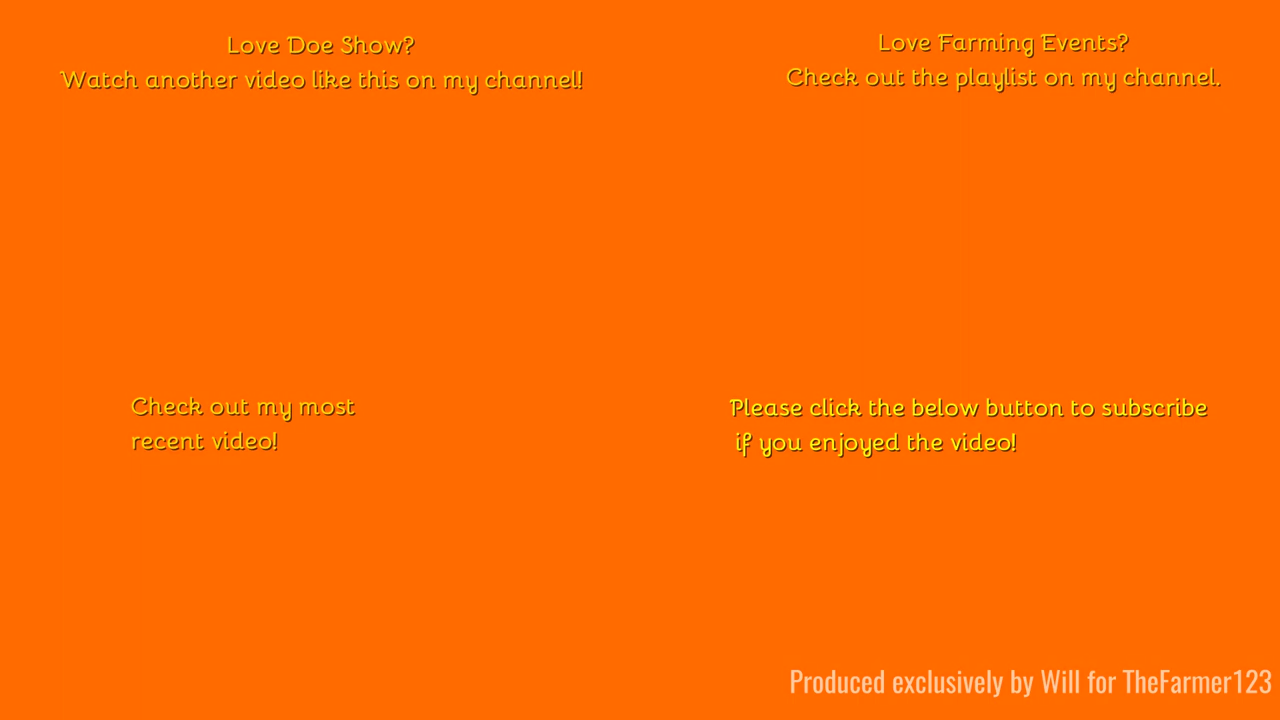 Love Doe Show?
Watch another video like this on my channel!
Love Farming Events?
Check out the playlist on my channel.
Check out my most
recent video!
Please click the below button to subscribe
if you enjoyed the video!
Produced exclusively by Will for TheFarmer123